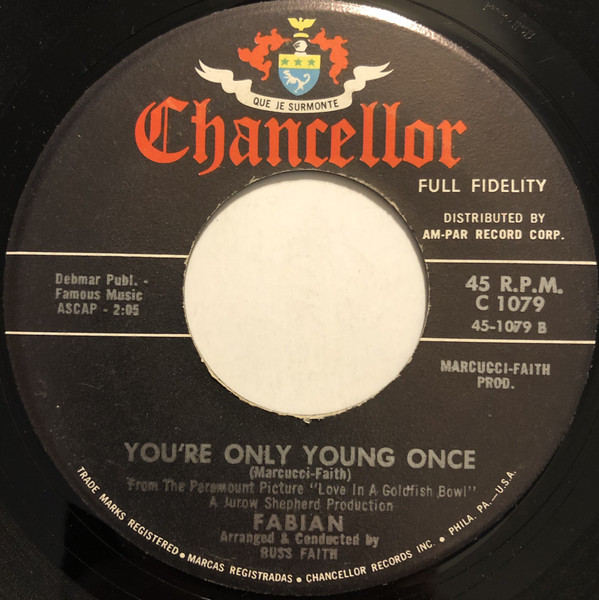 QUE JE SURMONTE
Chancellor
FULL FIDELITY
DISTRIBUTED BY
AM-PAR RECORD CORP.
Debmar Publ. -
Famous Music
ASCAP - 2:05
45 R.P.M.
C 1079
45-1079 B
MARCUCCI-FAITH
PROD.
YOU'RE ONLY YOUNG ONCE
(Marcucci-Faith)
From The Paramount Picture "Love In A Goldfish Bowl"
A Jurow Shepherd Production
FABIAN
Arranged & Conducted by
RUSS FAITH
TRADE MARKS REGISTERED • MARCAS REGISTRADAS • CHANCELLOR RECORDS INC. • PHILA. PA.—U.S.A.